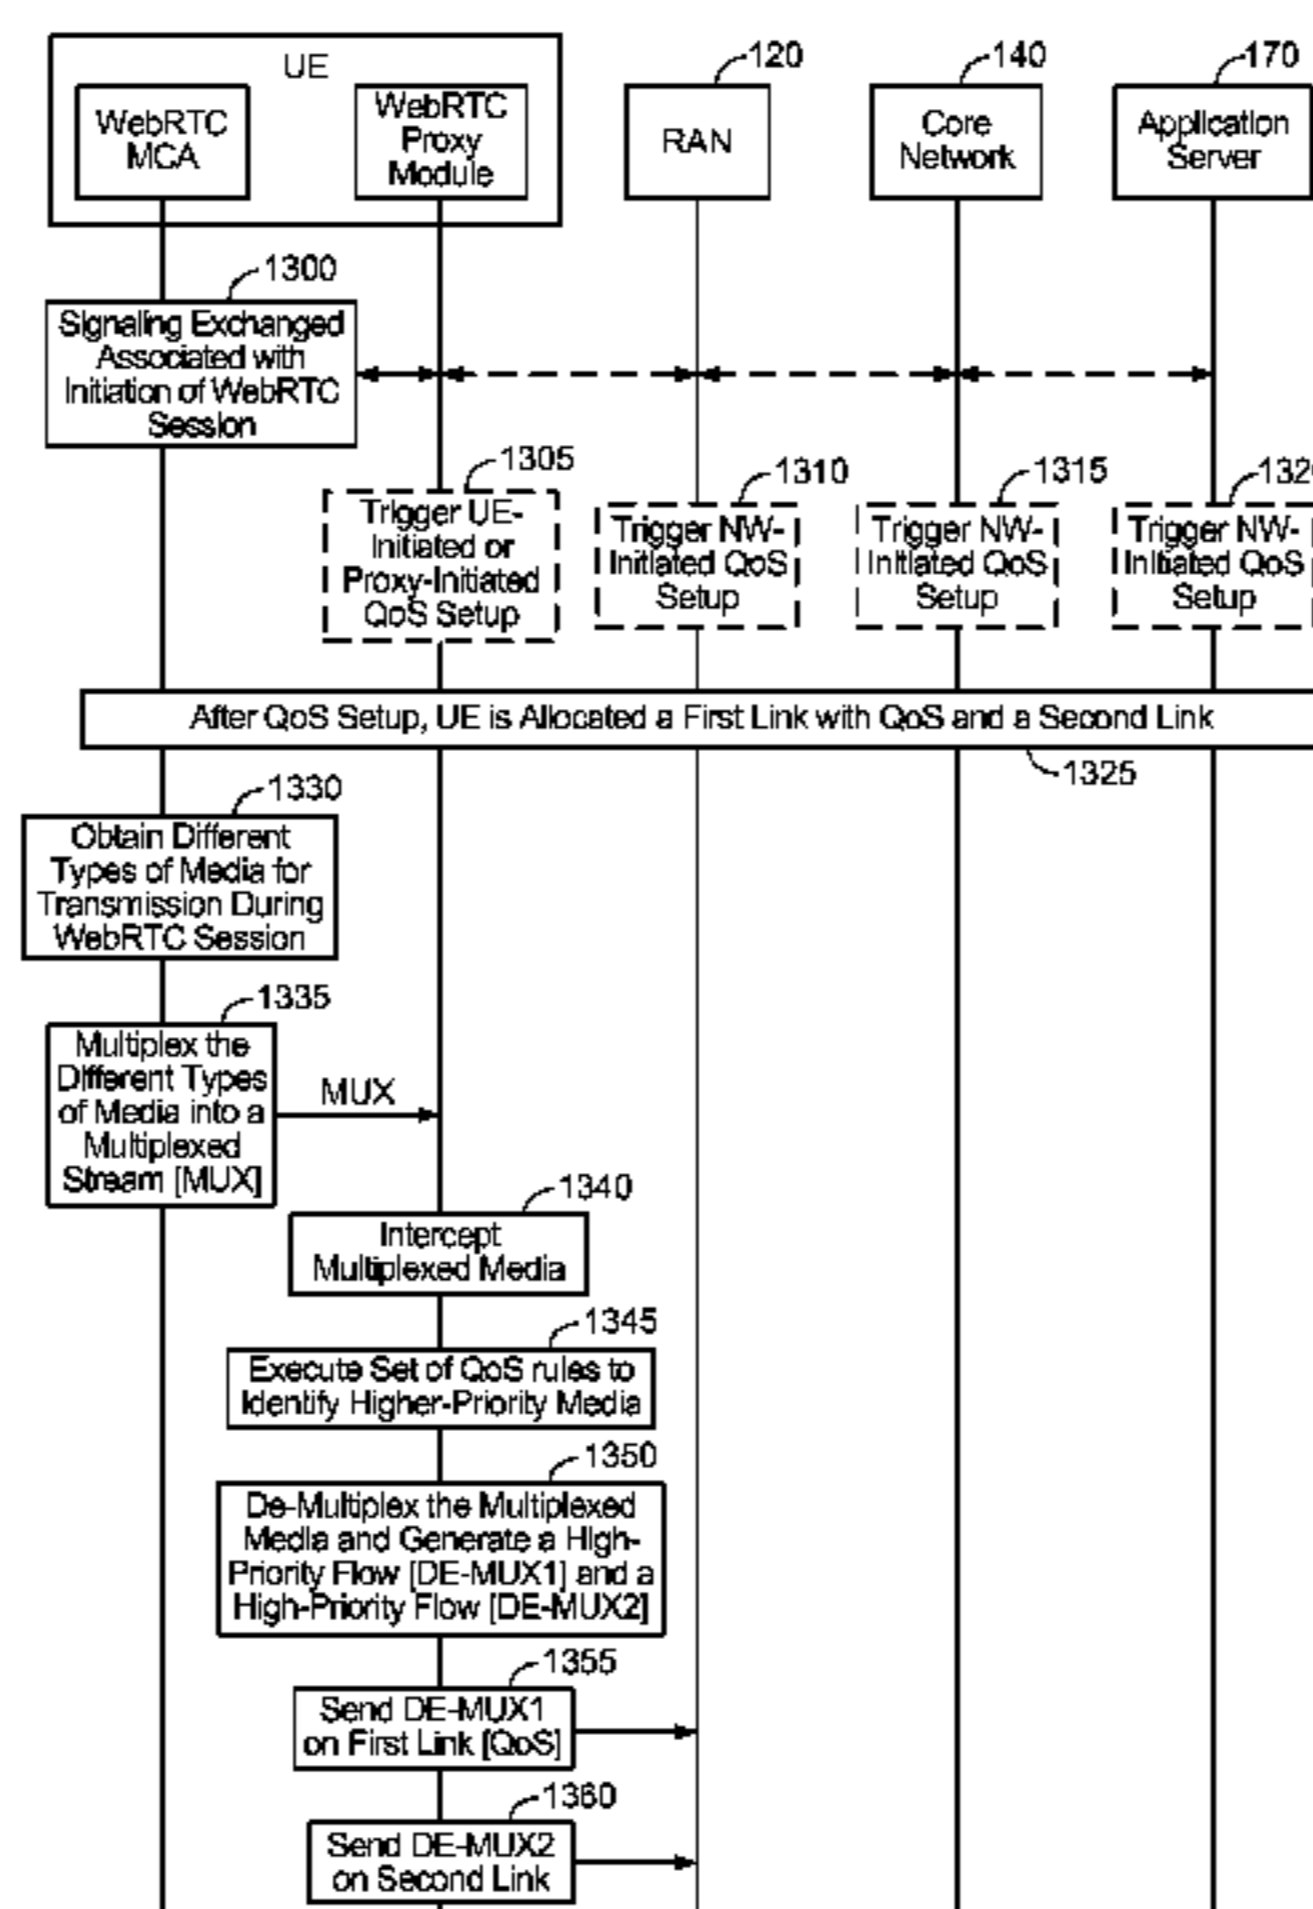 UE
WebRTC
MCA
WebRTC
Proxy
Module
120
RAN
140
Core
Network
170
Application
Server
1300
Signaling Exchanged
Associated with
Initiation of WebRTC
Session
1305
Trigger UE-
Initiated or
Proxy-Initiated
QoS Setup
1310
Trigger NW-
Initiated QoS
Setup
1315
Trigger NW-
Initiated QoS
Setup
Trigger NW-
Initiated QoS
Setup
After QoS Setup, UE is Allocated a First Link with QoS and a Second Link
1325
1330
Obtain Different
Types of Media for
Transmission During
WebRTC Session
1335
Multiplex the
Different Types
of Media into a
Multiplexed
Stream [MUX]
MUX
1340
Intercept
Multiplexed Media
1345
Execute Set of QoS rules to
Identify Higher-Priority Media
1350
De-Multiplex the Multiplexed
Media and Generate a High-
Priority Flow [DE-MUX1] and a
High-Priority Flow [DE-MUX2]
1355
Send DE-MUX1
on First Link [QoS]
1360
Send DE-MUX2
on Second Link